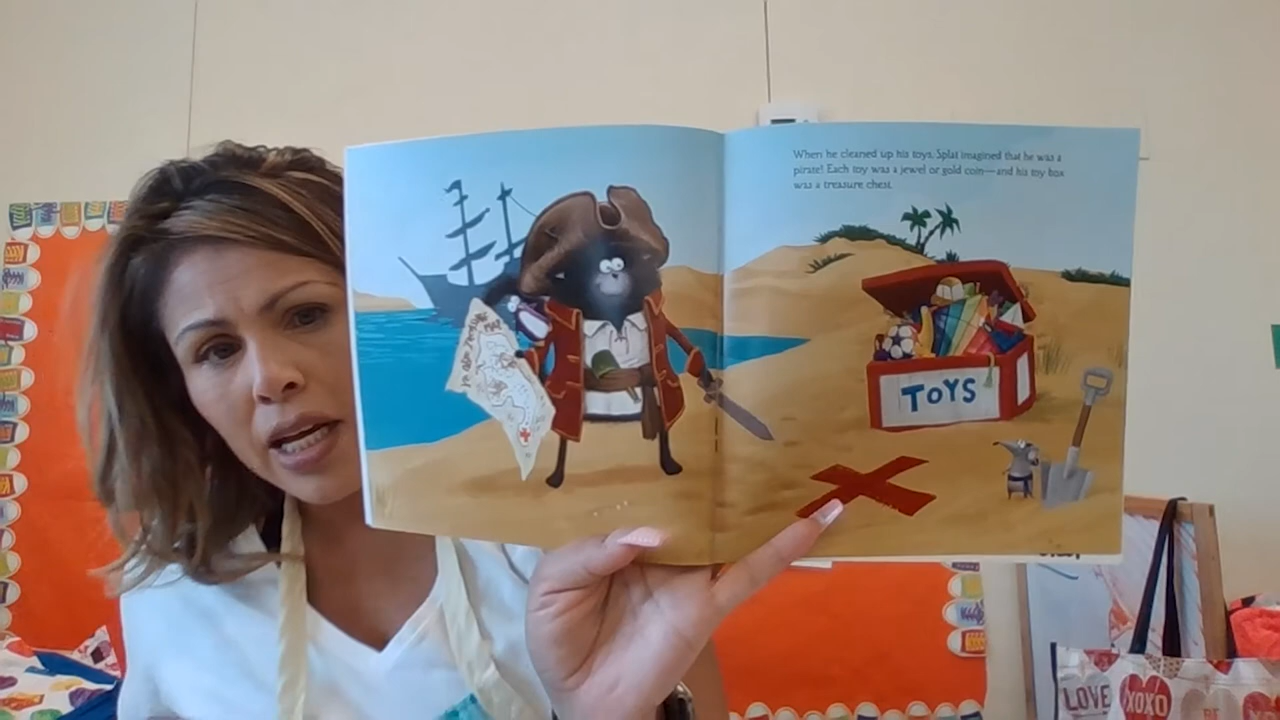 When he cleaned up his toys, Splat imagined that he was a
pirate! Each toy was a jewel or gold coin—and his toy box
was a treasure chest.
TOYS
LOVE
XOXO
BE